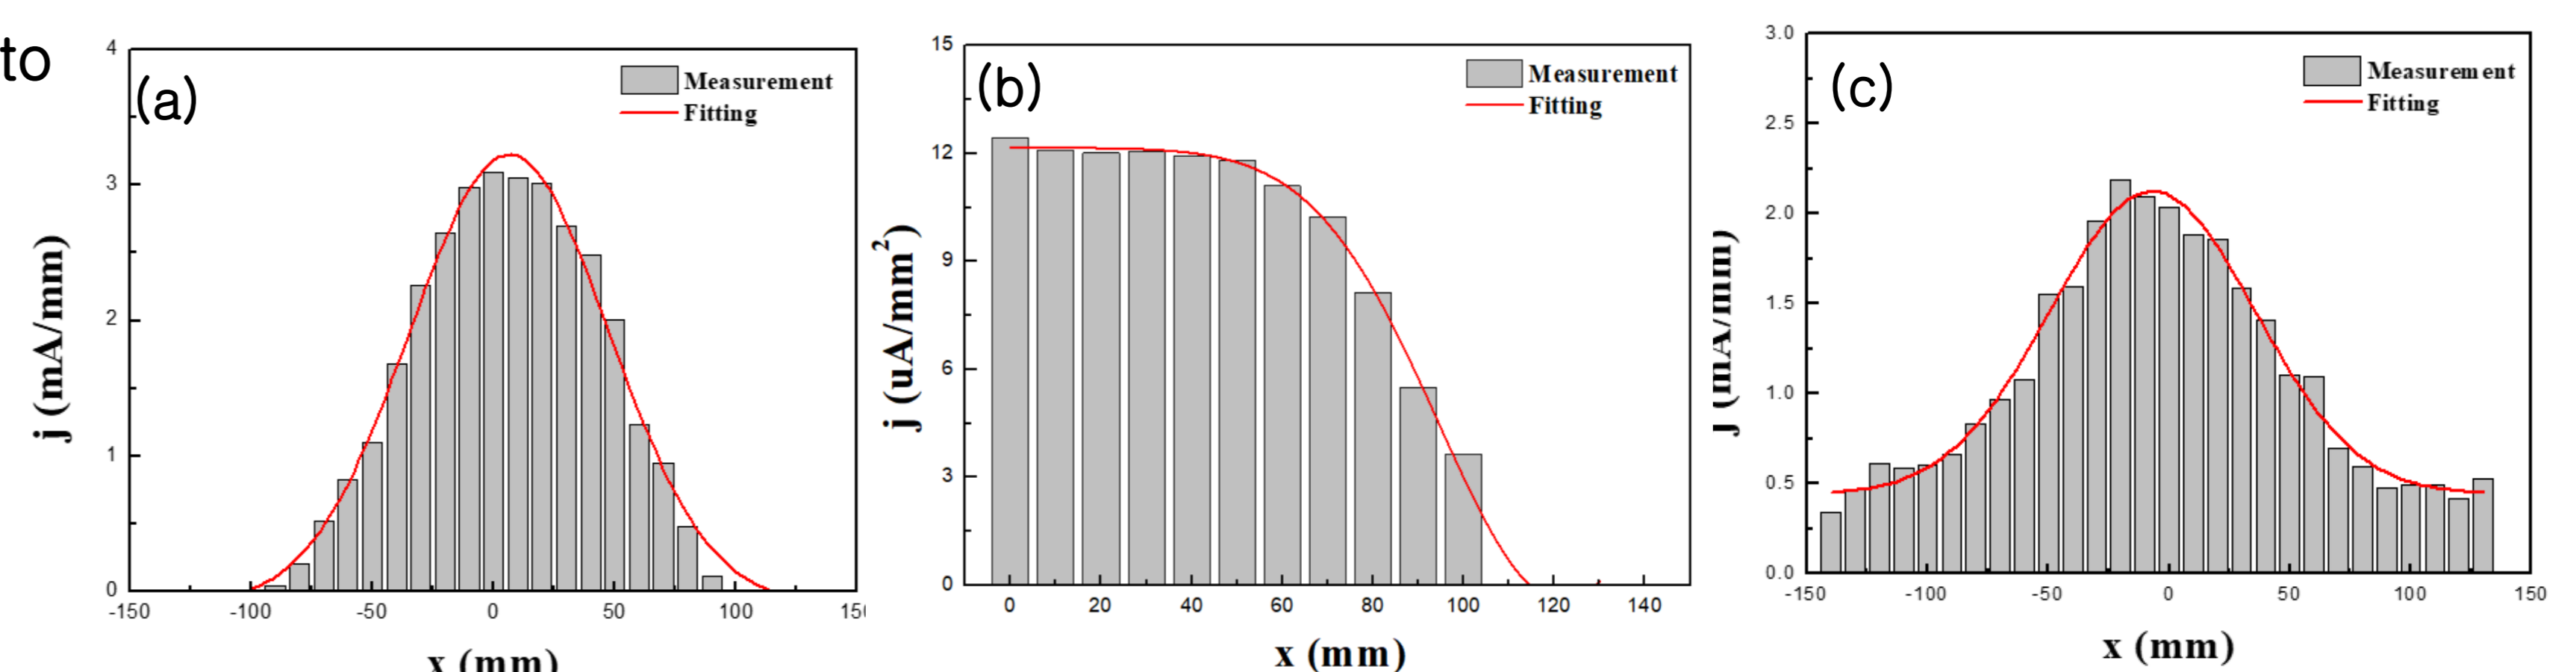 to
(a)
Measurement
Fitting
j (mA/mm)
4
3
2
1
0
-150 -100 -50 0 50 100 15
x (mm)
(b)
Measurement
Fitting
j (uA/mm²)
15
12
9
6
3
0
0 20 40 60 80 100 120 140
x (mm)
(c)
Measurement
Fitting
j (mA/mm)
3.0
2.5
2.0
1.5
1.0
0.5
0.0
-150 -100 -50 0 50 100 150
x (mm)